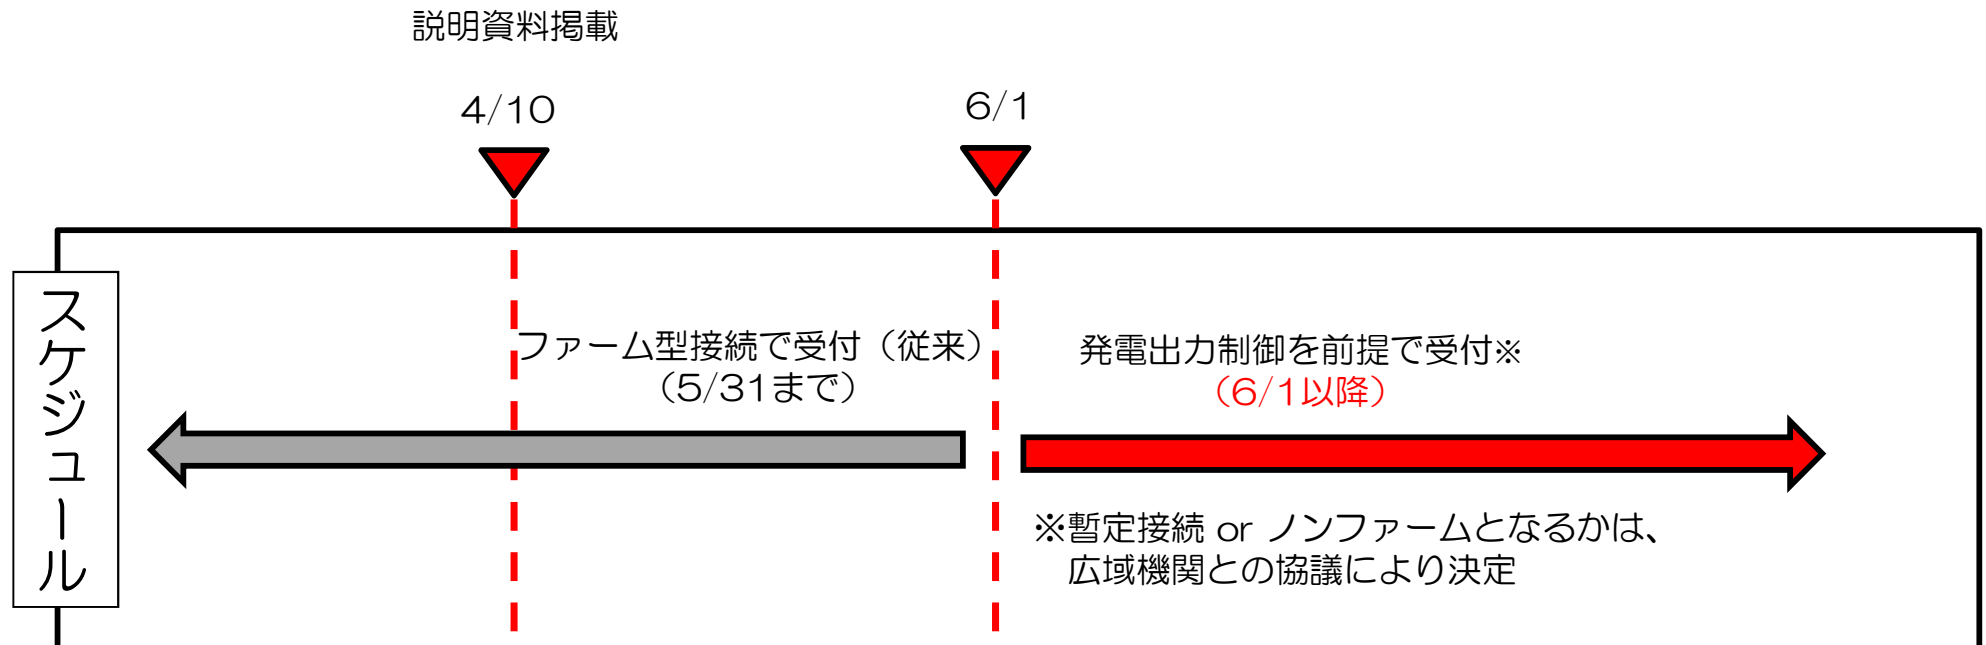 説明資料掲載
4/10
6/1
スケジュール
ファーム型接続で受付（従来）
（5/31まで）
発電出力制御を前提で受付※
（6/1以降）
※暫定接続 or ノンファームとなるかは、
広域機関との協議により決定